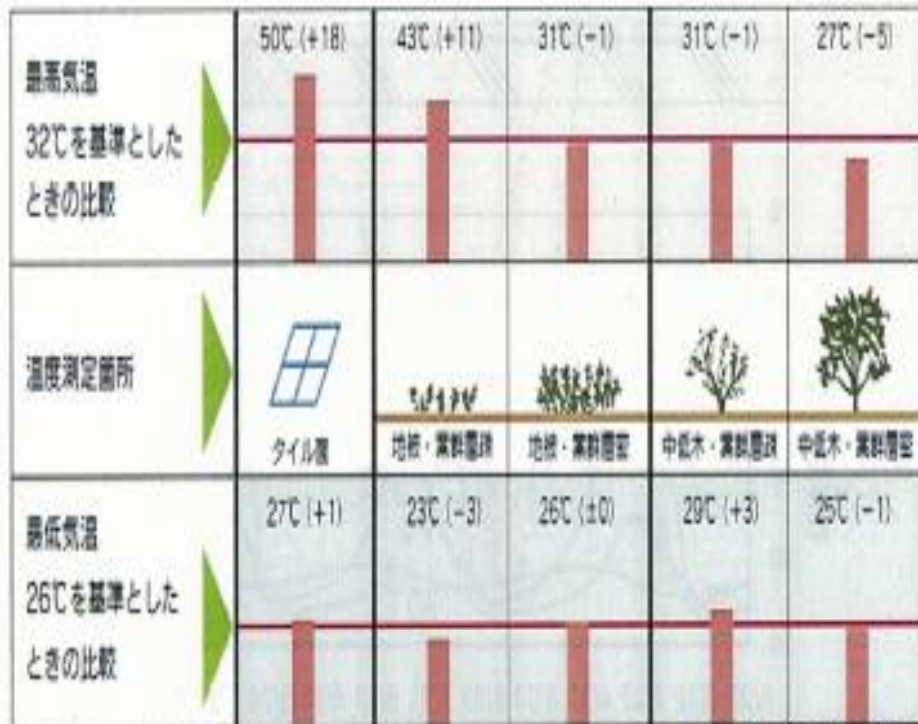 最高気温
32℃を基準とした
ときの比較
50℃(+18)
43℃(+11)
31℃(-1)
31℃(-1)
27℃(-5)
温度測定箇所
タイル面
地被・葉群層疎
地被・葉群層密
中低木・葉群層疎
中低木・葉群層密
最低気温
26℃を基準とした
ときの比較
27℃(+1)
23℃(-3)
26℃(±0)
29℃(+3)
25℃(-1)